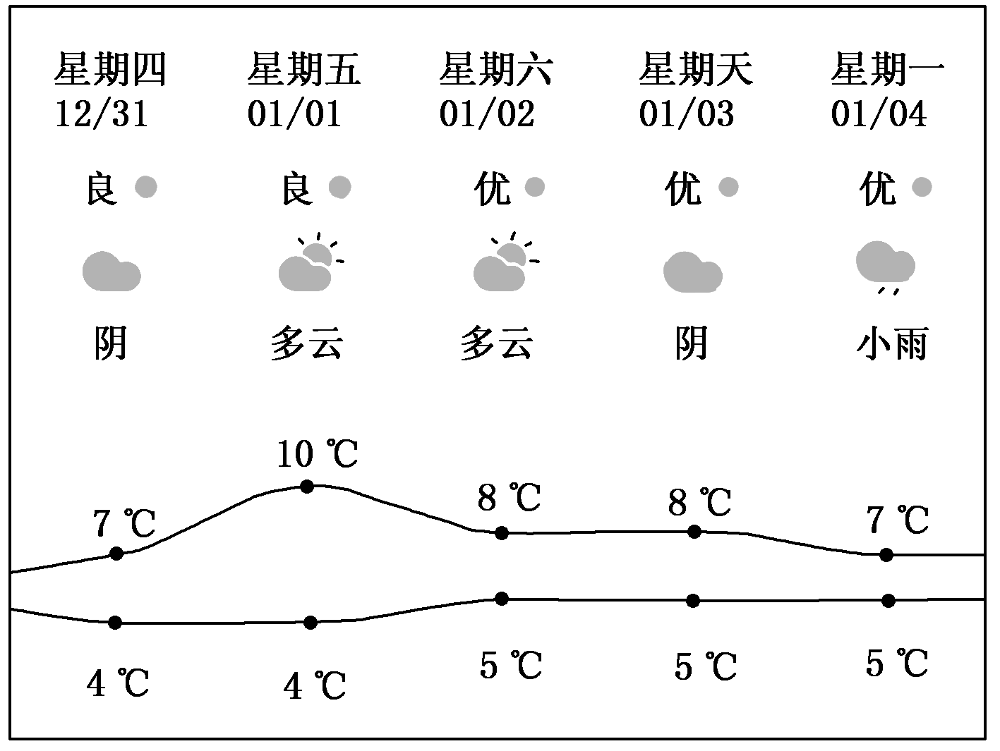 星期四 星期五 星期六 星期天 星期一
12/31 01/01 01/02 01/03 01/04
良 良 优 优 优
阴 多云 多云 阴 小雨
10 ℃
7 ℃ 8 ℃ 8 ℃ 7 ℃
4 ℃ 4 ℃ 5 ℃ 5 ℃ 5 ℃